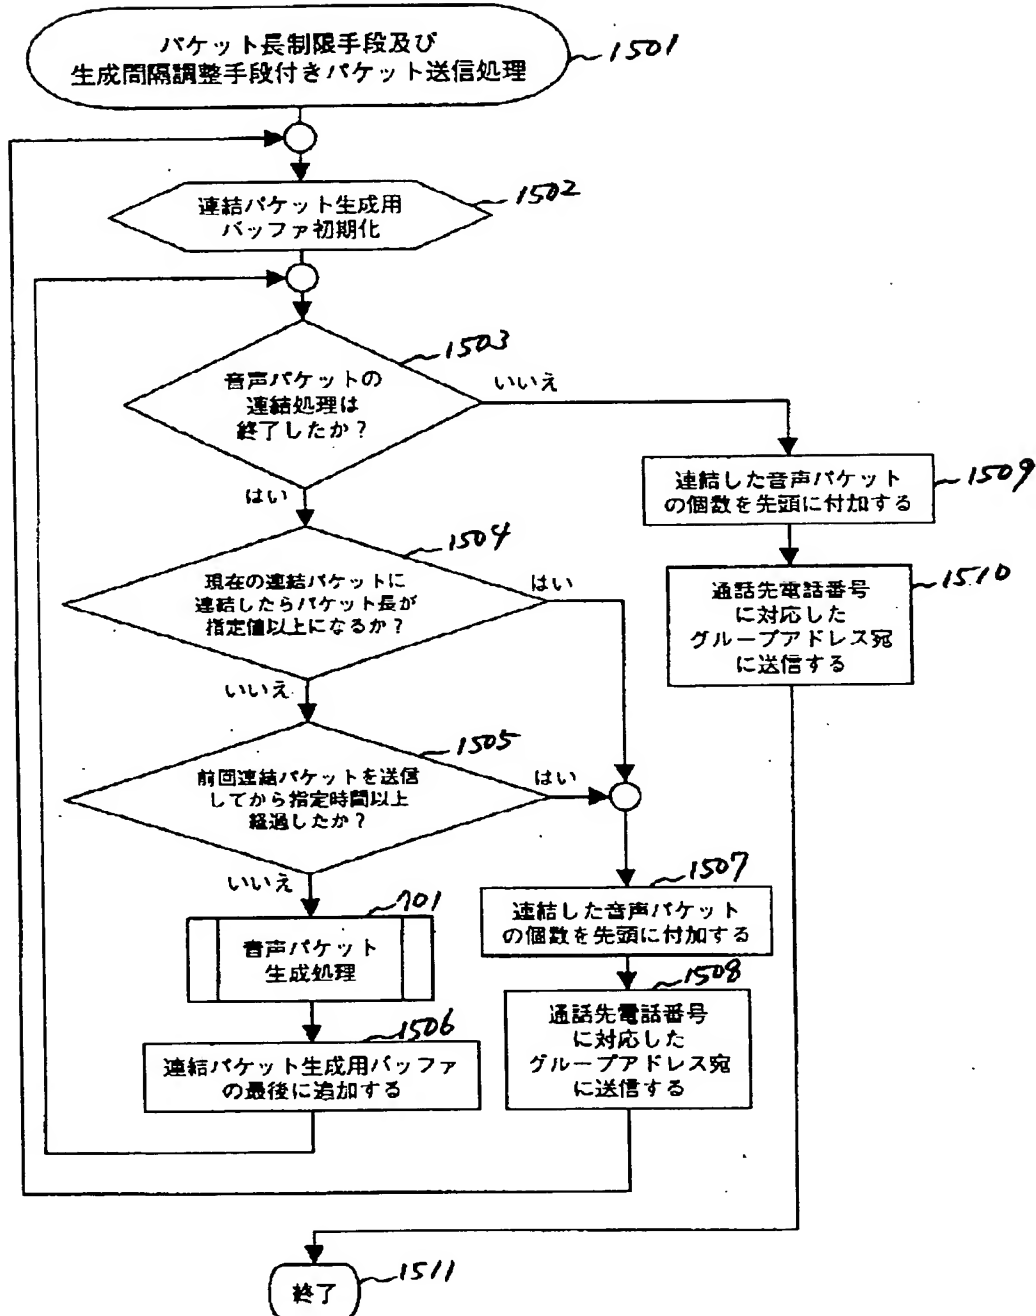 パケット長制限手段及び
生成間隔調整手段付きパケット送信処理
1501
連結パケット生成用
バッファ初期化
1502
音声パケットの
連結処理は
終了したか？
1503
いいえ
はい
連結した音声パケット
の個数を先頭に付加する
1509
現在の連結パケットに
連結したらパケット長が
指定値以上になるか？
1504
はい
いいえ
通話先電話番号
に対応した
グループアドレス宛
に送信する
1510
前回連結パケットを送信
してから指定時間以上
経過したか？
1505
はい
いいえ
音声パケット
生成処理
701
連結した音声パケット
の個数を先頭に付加する
1507
連結パケット生成用バッファ
の最後に追加する
1506
通話先電話番号
に対応した
グループアドレス宛
に送信する
1508
終了
1511